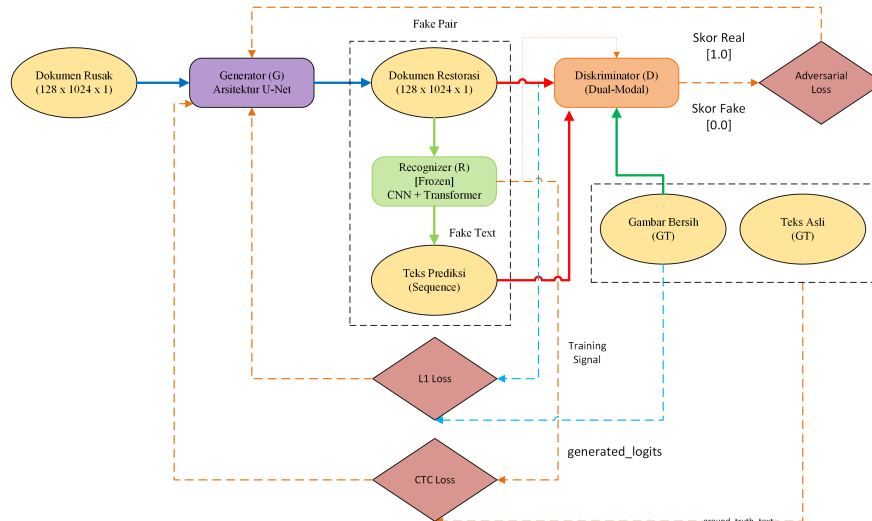 Fake Pair
Skor Real
[1.0]
Dokumen Rusak
(128 x 1024 x 1)
Generator (G)
Arsitektur U-Net
Dokumen Restorasi
(128 x 1024 x 1)
Diskriminator (D)
(Dual-Modal)
Adversarial
Loss
Skor Fake
[0.0]
Recognizer (R)
[Frozen]
CNN + Transformer
Fake Text
Gambar Bersih
(GT)
Teks Asli
(GT)
Teks Prediksi
(Sequence)
Training
Signal
L1 Loss
generated_logits
CTC Loss
ground_truth_text